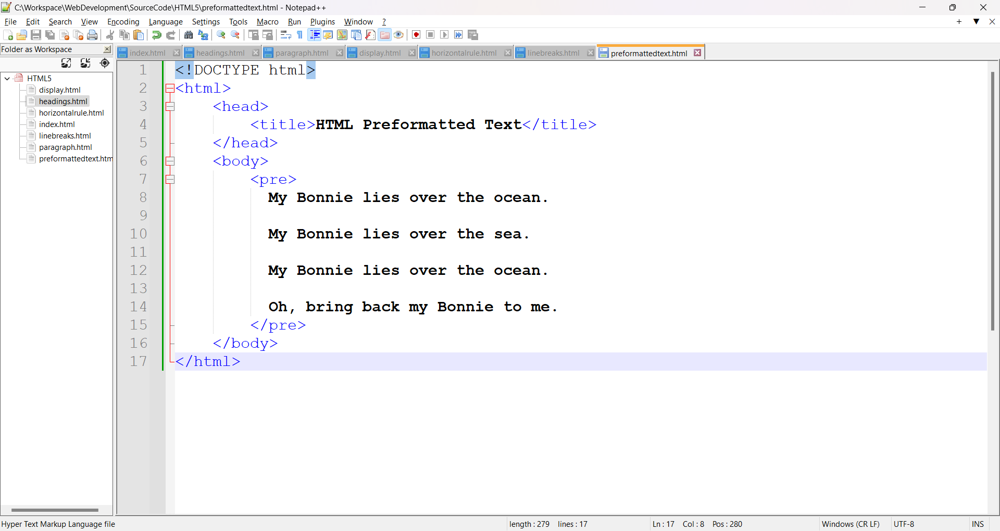 C:\Workspace\WebDevelopment\SourceCode\HTML5\preformattedtext.html - Notepad++
File Edit Search View Encoding Language Settings Tools Macro Run Plugins Window ?
Folder as Workspace
index.html headings.html paragraph.html display.html horizontalrule.html linebreaks.html preformattedtext.html
HTML5
display.html
headings.html
horizontalrule.html
index.html
linebreaks.html
paragraph.html
preformattedtext.htm
1 <!DOCTYPE html>
2 <html>
3 <head>
4 <title>HTML Preformatted Text</title>
5 </head>
6 <body>
7 <pre>
8 My Bonnie lies over the ocean.
9
10 My Bonnie lies over the sea.
11
12 My Bonnie lies over the ocean.
13
14 Oh, bring back my Bonnie to me.
15 </pre>
16 </body>
17 </html>
Hyper Text Markup Language file length : 279 lines : 17 Ln : 17 Col : 8 Pos : 280 Windows (CR LF) UTF-8 INS